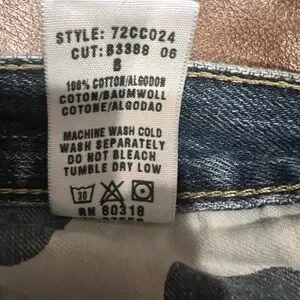 STYLE: 72CC024
CUT: B3388 06
B
100% COTTON/ALGODON
COTON/BAUMWOLL
COTONE/ALGODAO
MACHINE WASH COLD
WASH SEPARATELY
DO NOT BLEACH
TUMBLE DRY LOW
30
RN 80318